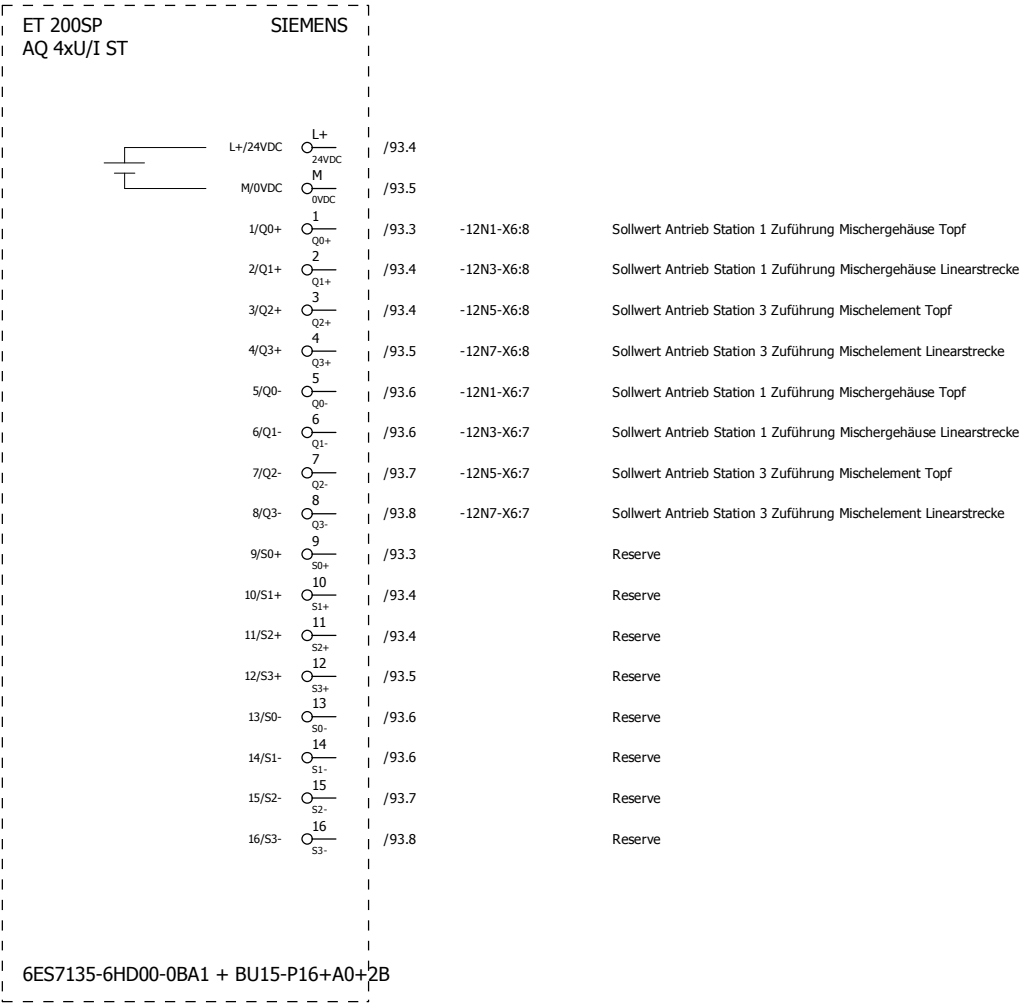 ET 200SP SIEMENS
AQ 4xU/I ST
L+
L+/24VDC /93.4
24VDC
M
M/0VDC /93.5
0VDC
1
1/Q0+ /93.3 -12N1-X6:8 Sollwert Antrieb Station 1 Zuführung Mischergehäuse Topf
Q0+
2
2/Q1+ /93.4 -12N3-X6:8 Sollwert Antrieb Station 1 Zuführung Mischergehäuse Linearstrecke
Q1+
3
3/Q2+ /93.4 -12N5-X6:8 Sollwert Antrieb Station 3 Zuführung Mischelement Topf
Q2+
4
4/Q3+ /93.5 -12N7-X6:8 Sollwert Antrieb Station 3 Zuführung Mischelement Linearstrecke
Q3+
5
5/Q0- /93.6 -12N1-X6:7 Sollwert Antrieb Station 1 Zuführung Mischergehäuse Topf
Q0-
6
6/Q1- /93.6 -12N3-X6:7 Sollwert Antrieb Station 1 Zuführung Mischergehäuse Linearstrecke
Q1-
7
7/Q2- /93.7 -12N5-X6:7 Sollwert Antrieb Station 3 Zuführung Mischelement Topf
Q2-
8
8/Q3- /93.8 -12N7-X6:7 Sollwert Antrieb Station 3 Zuführung Mischelement Linearstrecke
Q3-
9
9/S0+ /93.3 Reserve
S0+
10
10/S1+ /93.4 Reserve
S1+
11
11/S2+ /93.4 Reserve
S2+
12
12/S3+ /93.5 Reserve
S3+
13
13/S0- /93.6 Reserve
S0-
14
14/S1- /93.6 Reserve
S1-
15
15/S2- /93.7 Reserve
S2-
16
16/S3- /93.8 Reserve
S3-
6ES7135-6HD00-0BA1 + BU15-P16+A0+2B